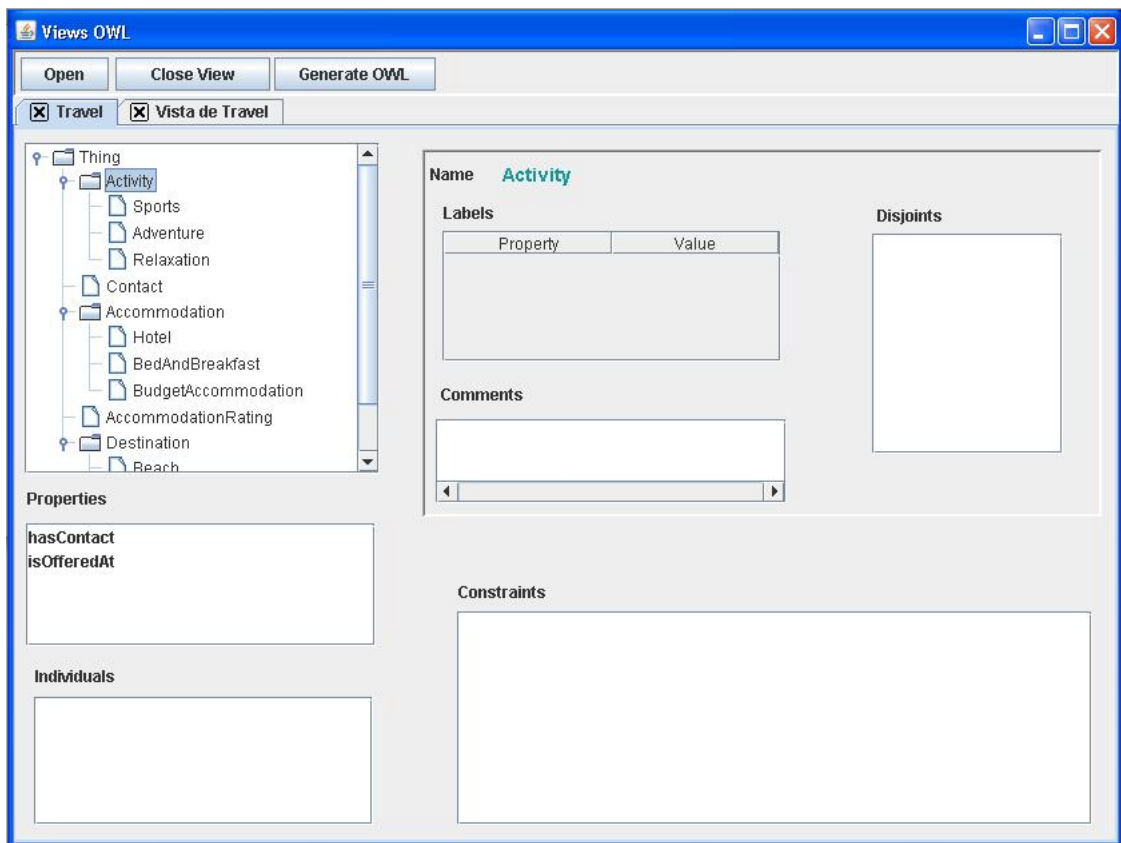 Views OWL
Open Close View Generate OWL
Travel Vista de Travel
Thing
Activity
Sports
Adventure
Relaxation
Contact
Accommodation
Hotel
BedAndBreakfast
BudgetAccommodation
AccommodationRating
Destination
Beach
Properties
hasContact
isOfferedAt
Individuals
Name Activity
Labels
Property Value
Comments
Disjoints
Constraints